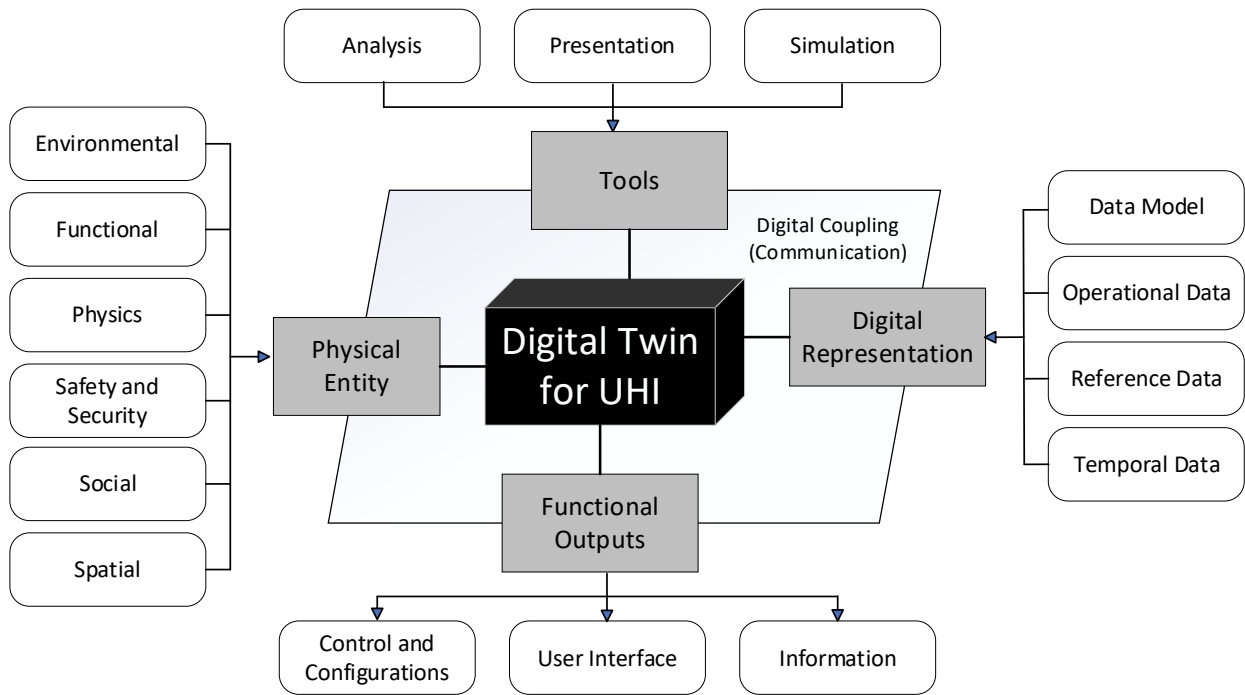 Analysis
Presentation
Simulation
Environmental
Functional
Physics
Safety and
Security
Social
Spatial
Tools
Digital Coupling
(Communication)
Physical
Entity
Digital Twin
for UHI
Digital
Representation
Data Model
Operational Data
Reference Data
Temporal Data
Functional
Outputs
Control and
Configurations
User Interface
Information